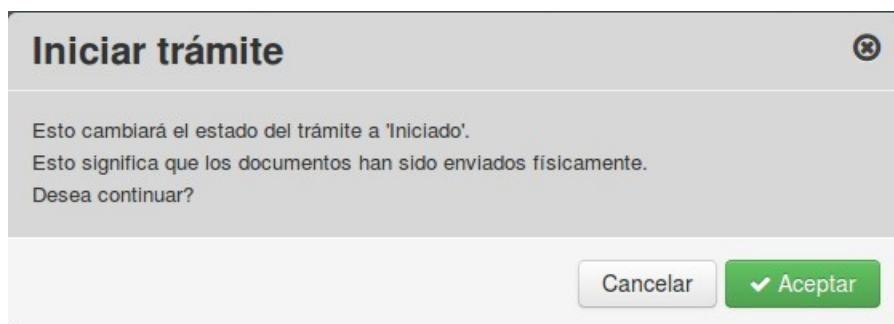 Iniciar trámite
Esto cambiará el estado del trámite a 'Iniciado'.
Esto significa que los documentos han sido enviados físicamente.
Desea continuar?
Cancelar
Aceptar